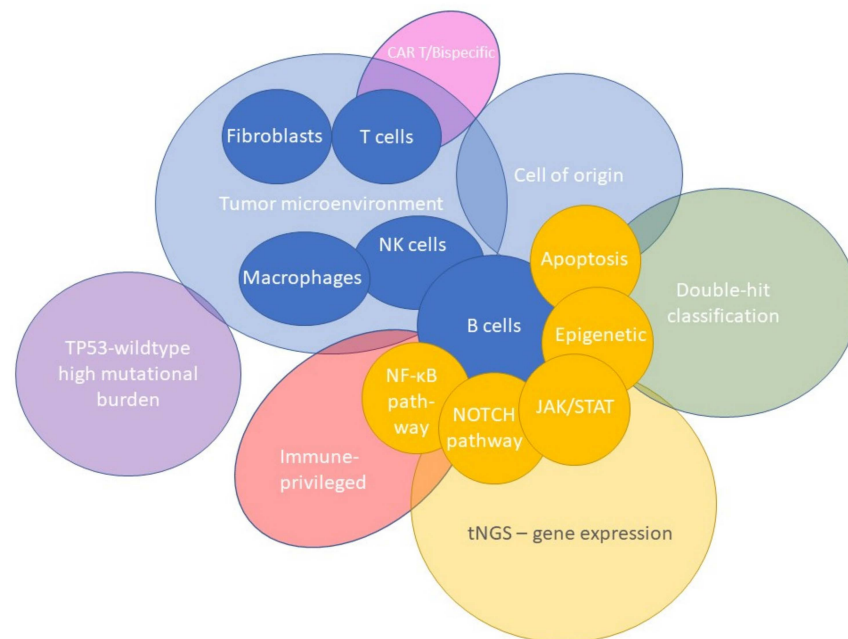 CAR T/Bispecific
Fibroblasts
T cells
Cell of origin
Tumor microenvironment
NK cells
Macrophages
Apoptosis
Double-hit
classification
B cells
Epigenetic
TP53-wildtype
high mutational
burden
NF-κB
path-
way
NOTCH
pathway
JAK/STAT
Immune-
privileged
tNGS – gene expression